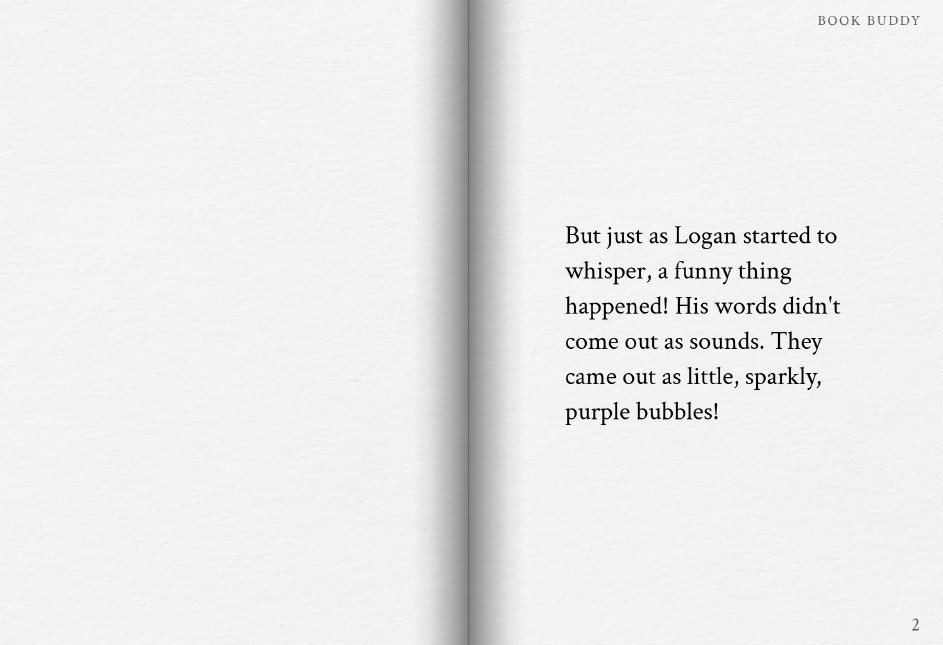 BOOK BUDDY
But just as Logan started to
whisper, a funny thing
happened! His words didn't
come out as sounds. They
came out as little, sparkly,
purple bubbles!
2